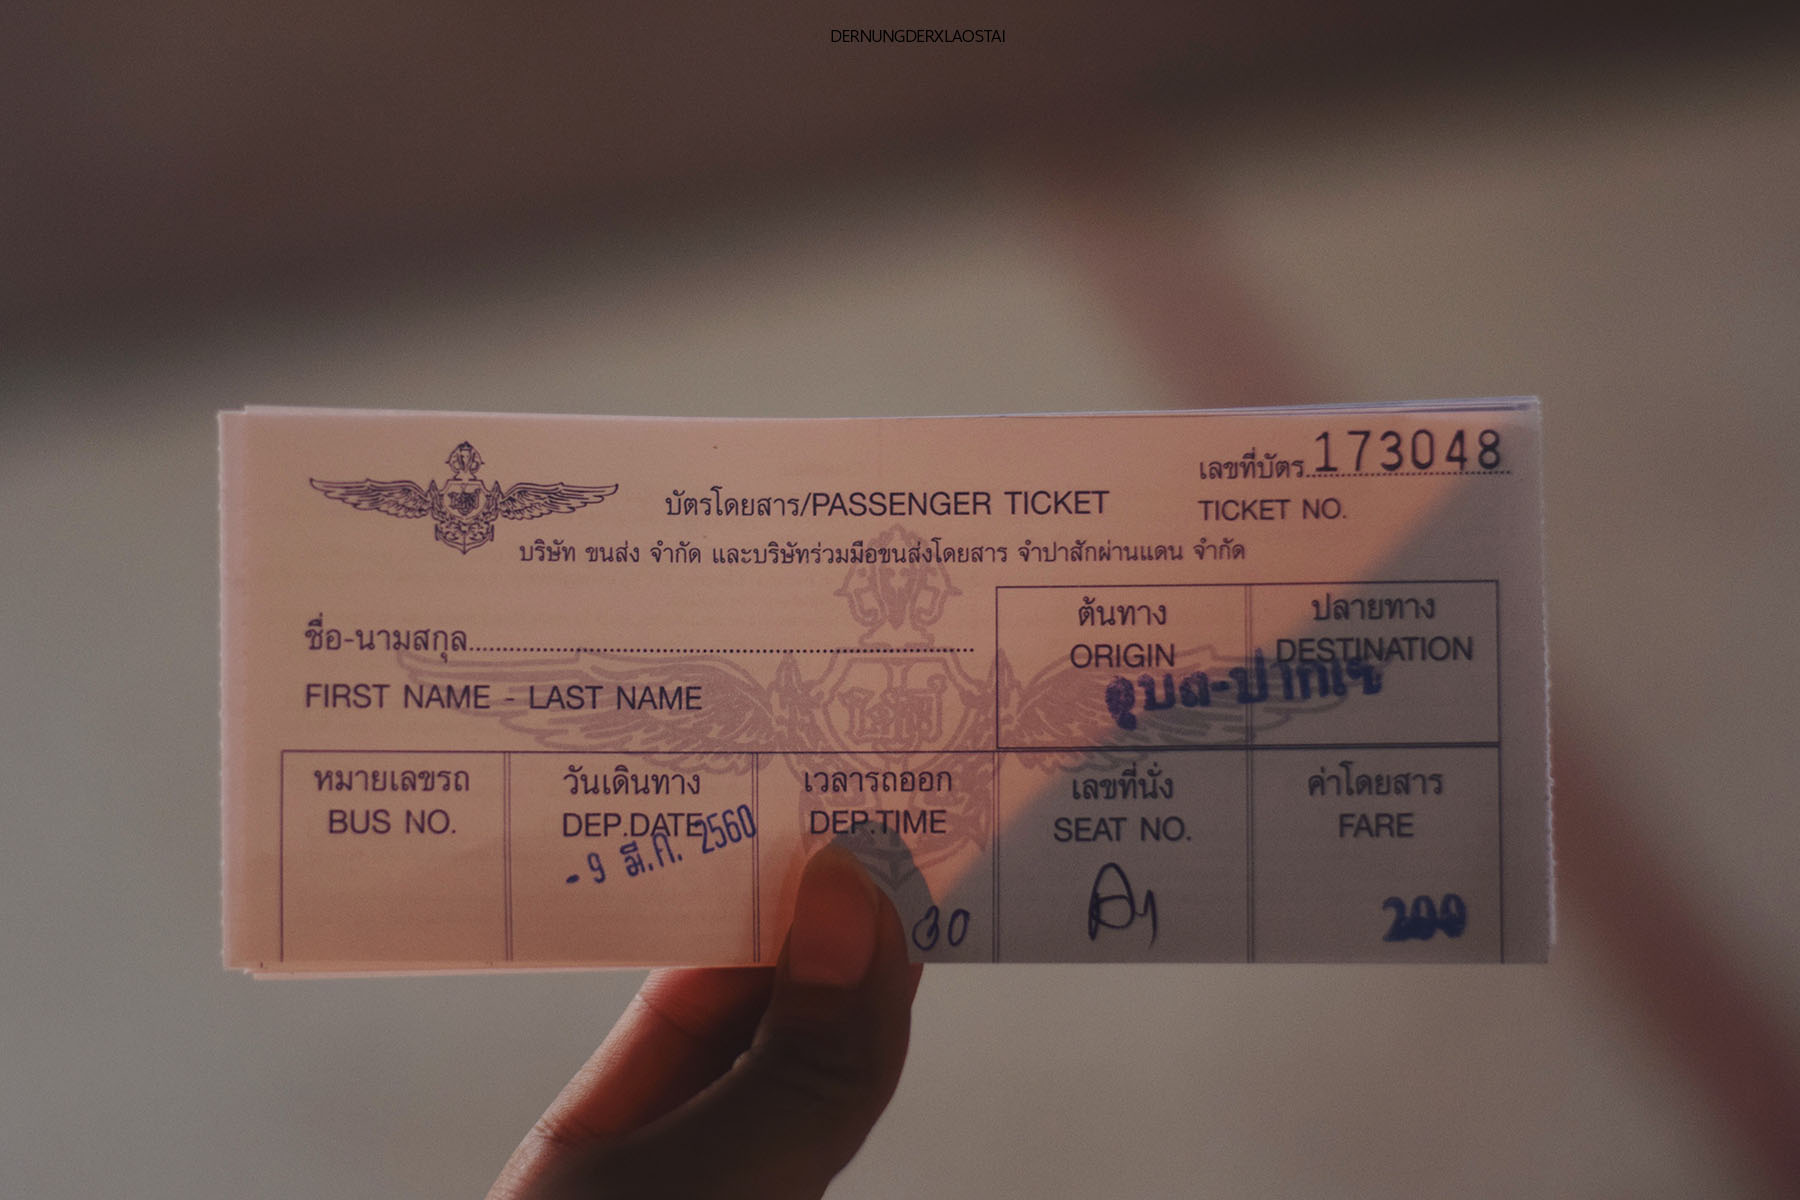 DERNUNGDERXLAOSTAI
เลขที่บัตร 173048
TICKET NO.
บัตรโดยสาร/PASSENGER TICKET
บริษัท ขนส่ง จำกัด และบริษัทร่วมมือขนส่งโดยสาร จำปาสักผ่านแดน จำกัด
ชื่อ-นามสกุล
FIRST NAME - LAST NAME
ต้นทาง ปลายทาง
ORIGIN DESTINATION
อุบล-ปากเซ
หมายเลขรถ วันเดินทาง เวลารถออก เลขที่นั่ง ค่าโดยสาร
BUS NO. DEP.DATE DEP.TIME SEAT NO. FARE
- 9 มี.ค. 2560 30 200